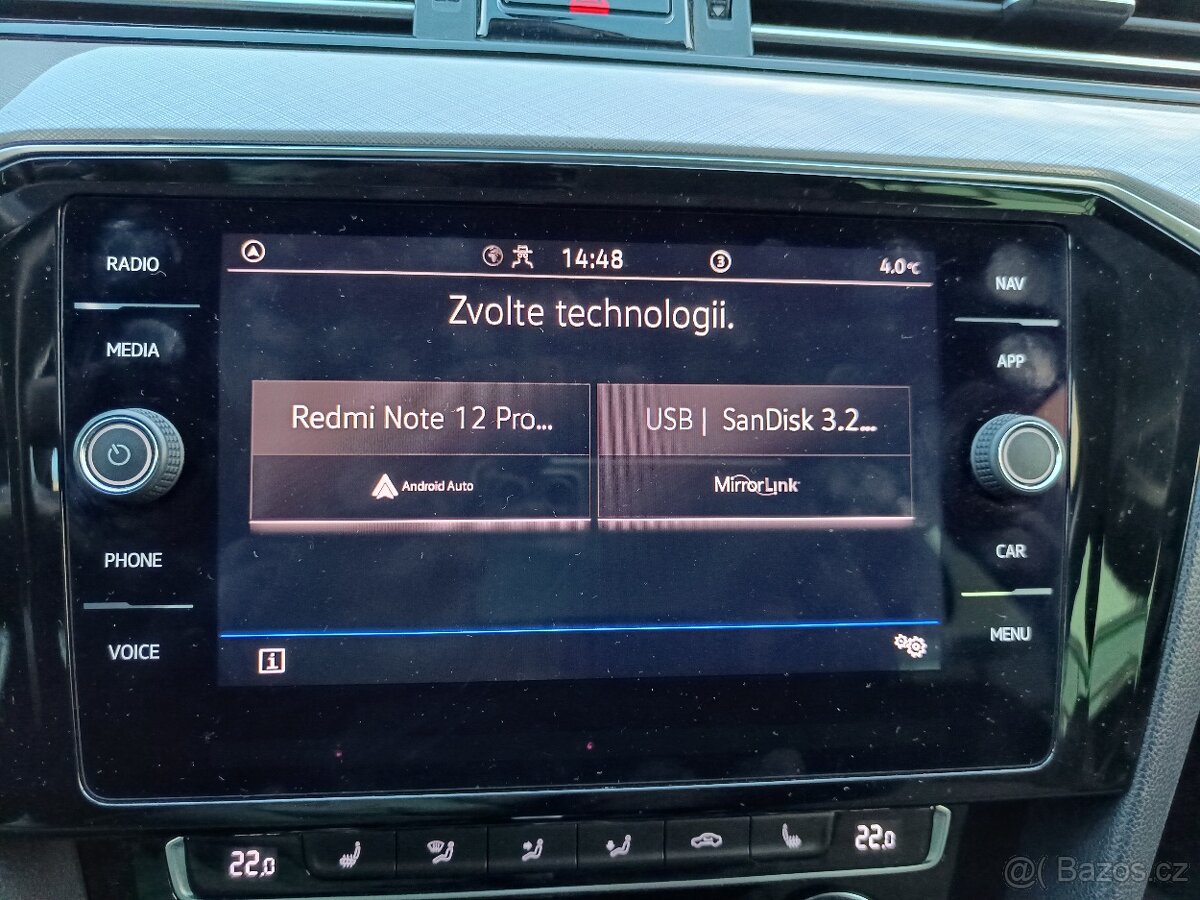 14:48
3
4.0°C
RADIO
MEDIA
PHONE
VOICE
Zvolte technologii.
Redmi Note 12 Pro...
Android Auto
USB | SanDisk 3.2...
MirrorLink
i
NAV
APP
CAR
MENU
22.0
22.0
@( Bazos.cz